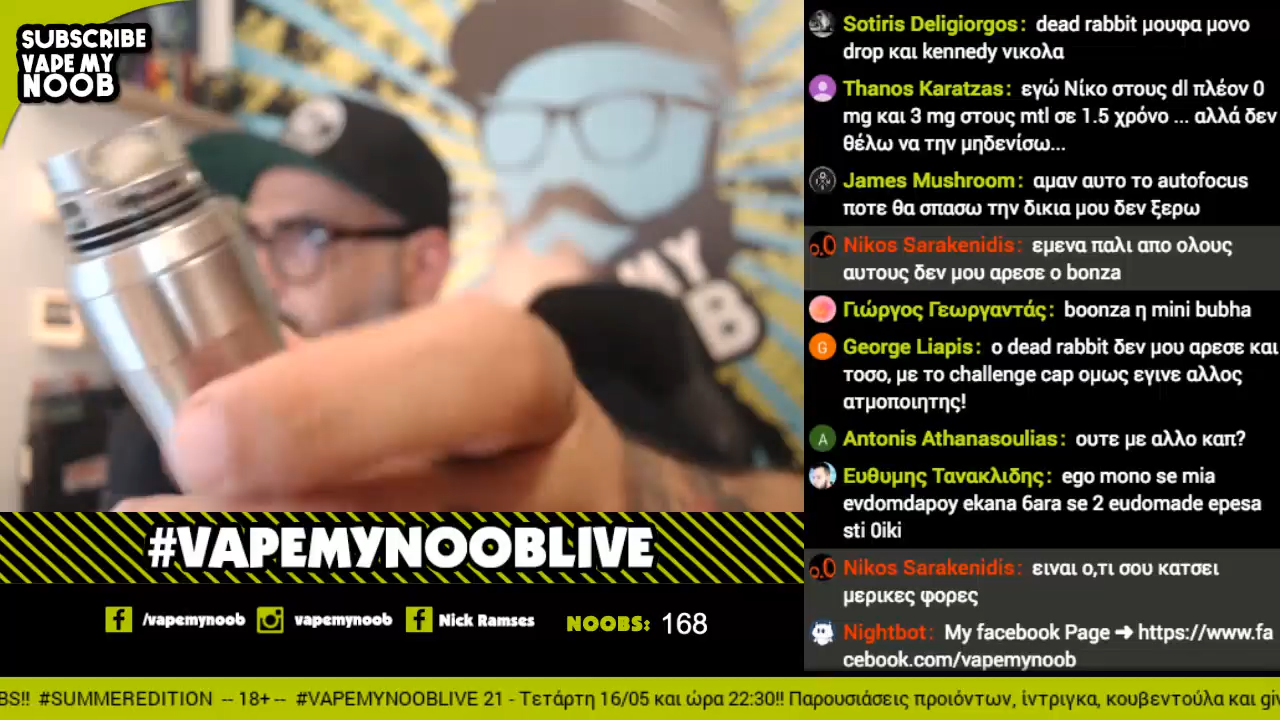 SUBSCRIBE
VAPE MY
NOOB
MY
B
Sotiris Deligiorgos: dead rabbit μουφα μονο
drop και kennedy νικολα
Thanos Karatzas: εγώ Νίκο στους dl πλέον 0
mg και 3 mg στους mtl σε 1.5 χρόνο ... αλλά δεν
θέλω να την μηδενίσω...
James Mushroom: αμαν αυτο το autofocus
ποτε θα σπασω την δικια μου δεν ξερω
Nikos Sarakenidis: εμενα παλι απο ολους
αυτους δεν μου αρεσε ο bonza
Γιώργος Γεωργαντάς: boonza η mini bubha
George Liapis: ο dead rabbit δεν μου αρεσε και
τοσο, με το challenge cap ομως εγινε αλλος
ατμοποιητης!
Antonis Athanasoulias: ουτε με αλλο καπ?
Ευθυμης Τανακλιδης: ego mono se mia
evdomdapoy ekana 6ara se 2 eudomade epesa
sti 0iki
Nikos Sarakenidis: ειναι ο,τι σου κατσει
μερικες φορες
Nightbot: My facebook Page ➜ https://www.fa
cebook.com/vapemynoob
#VAPEMYNOOBLIVE
/vapemynoob vapemynoob Nick Ramses NOOBS: 168
BS!! #SUMMEREDITION -- 18+ -- #VAPEMYNOOBLIVE 21 - Τετάρτη 16/05 και ώρα 22:30!! Παρουσιάσεις προιόντων, ίντριγκα, κουβεντούλα και giv